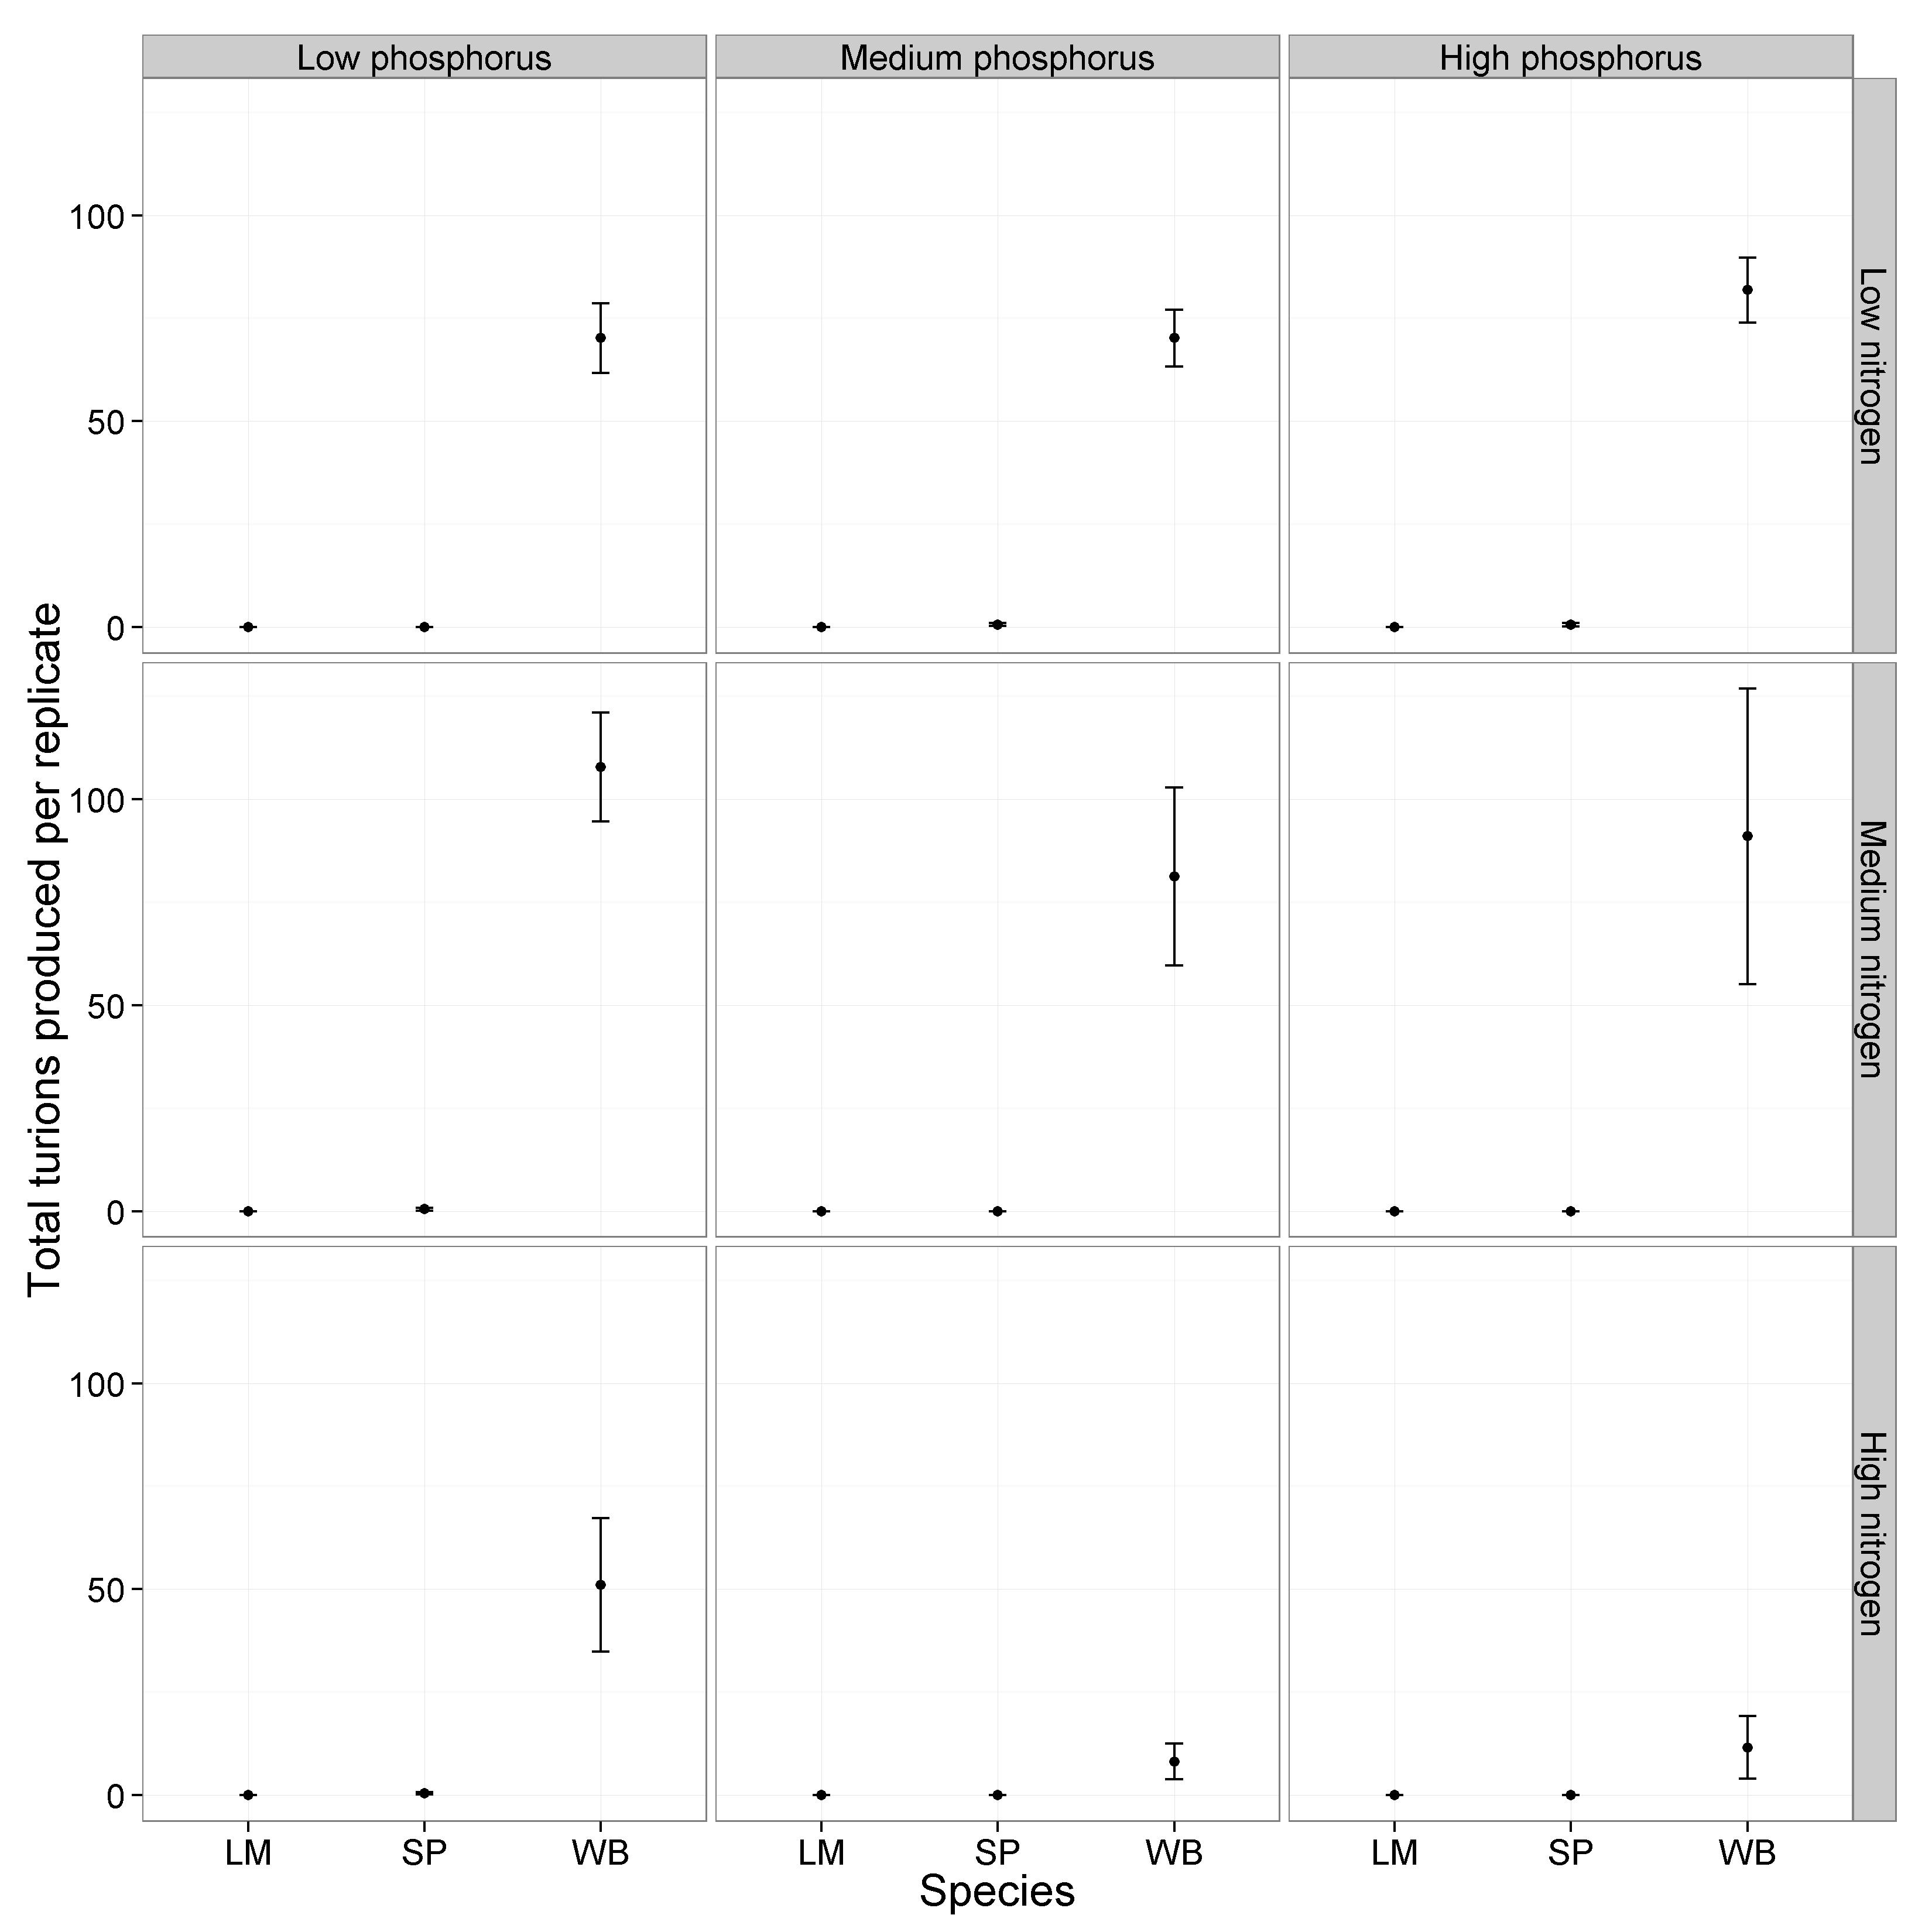 Low phosphorus
Medium phosphorus
High phosphorus
Total turions produced per replicate
100
50
0
Low nitrogen
100
50
0
Medium nitrogen
100
50
0
High nitrogen
LM
SP
WB
LM
SP
WB
LM
SP
WB
Species